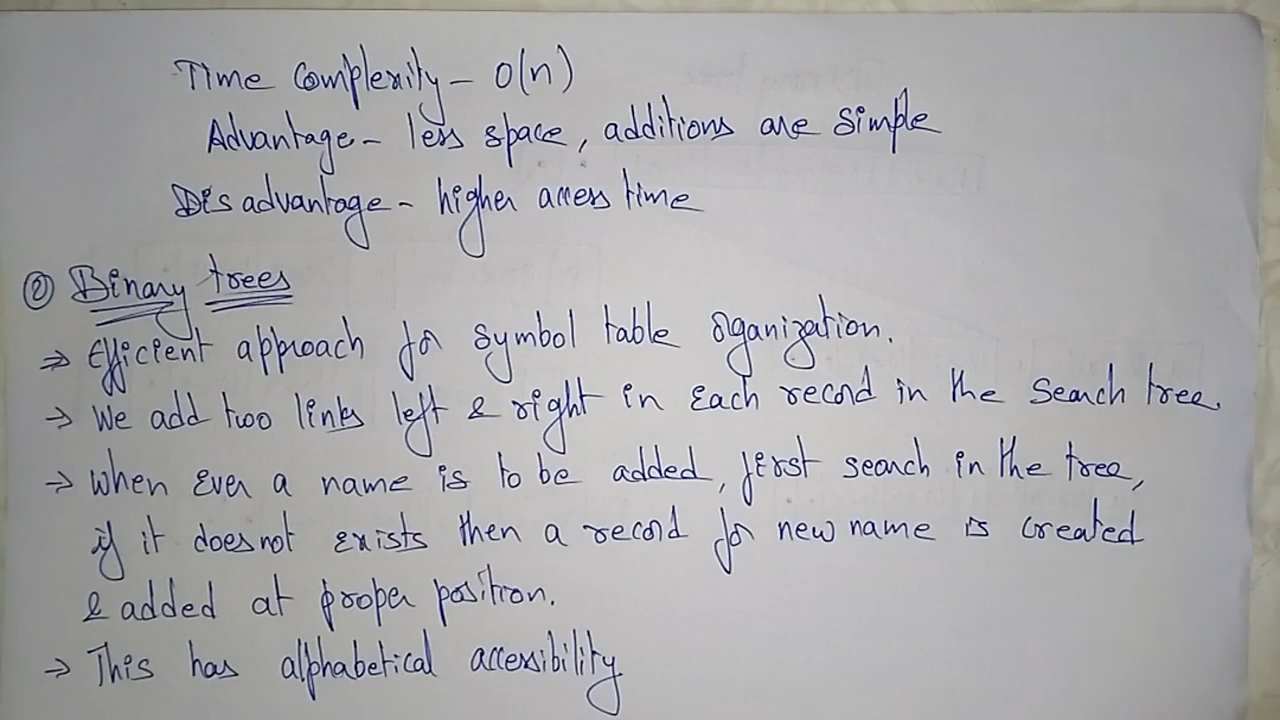 Time Complexity - O(n)
Advantage - less space, additions are simple
Disadvantage - higher access time
② Binary trees
⇒ Efficient approach for symbol table organization.
→ We add two links left & right in Each record in the Search tree.
→ When Ever a name is to be added, first search in the tree,
if it does not exists then a record for new name is created
& added at proper position.
→ This has alphabetical accessibility